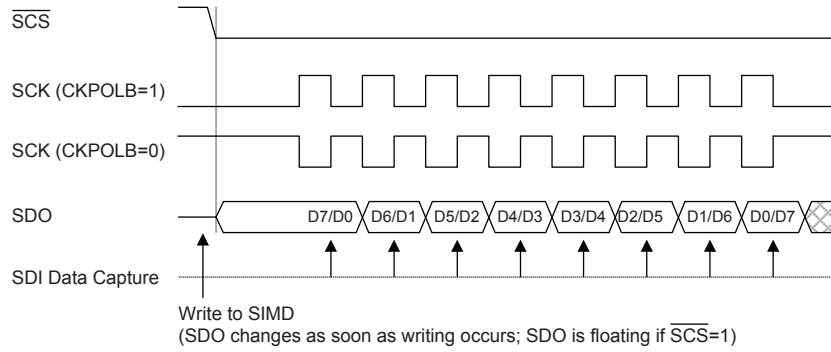 S̅C̅S̅
SCK (CKPOLB=1)
SCK (CKPOLB=0)
SDO D7/D0 D6/D1 D5/D2 D4/D3 D3/D4 D2/D5 D1/D6 D0/D7
SDI Data Capture
Write to SIMD
(SDO changes as soon as writing occurs; SDO is floating if S̅C̅S̅=1)